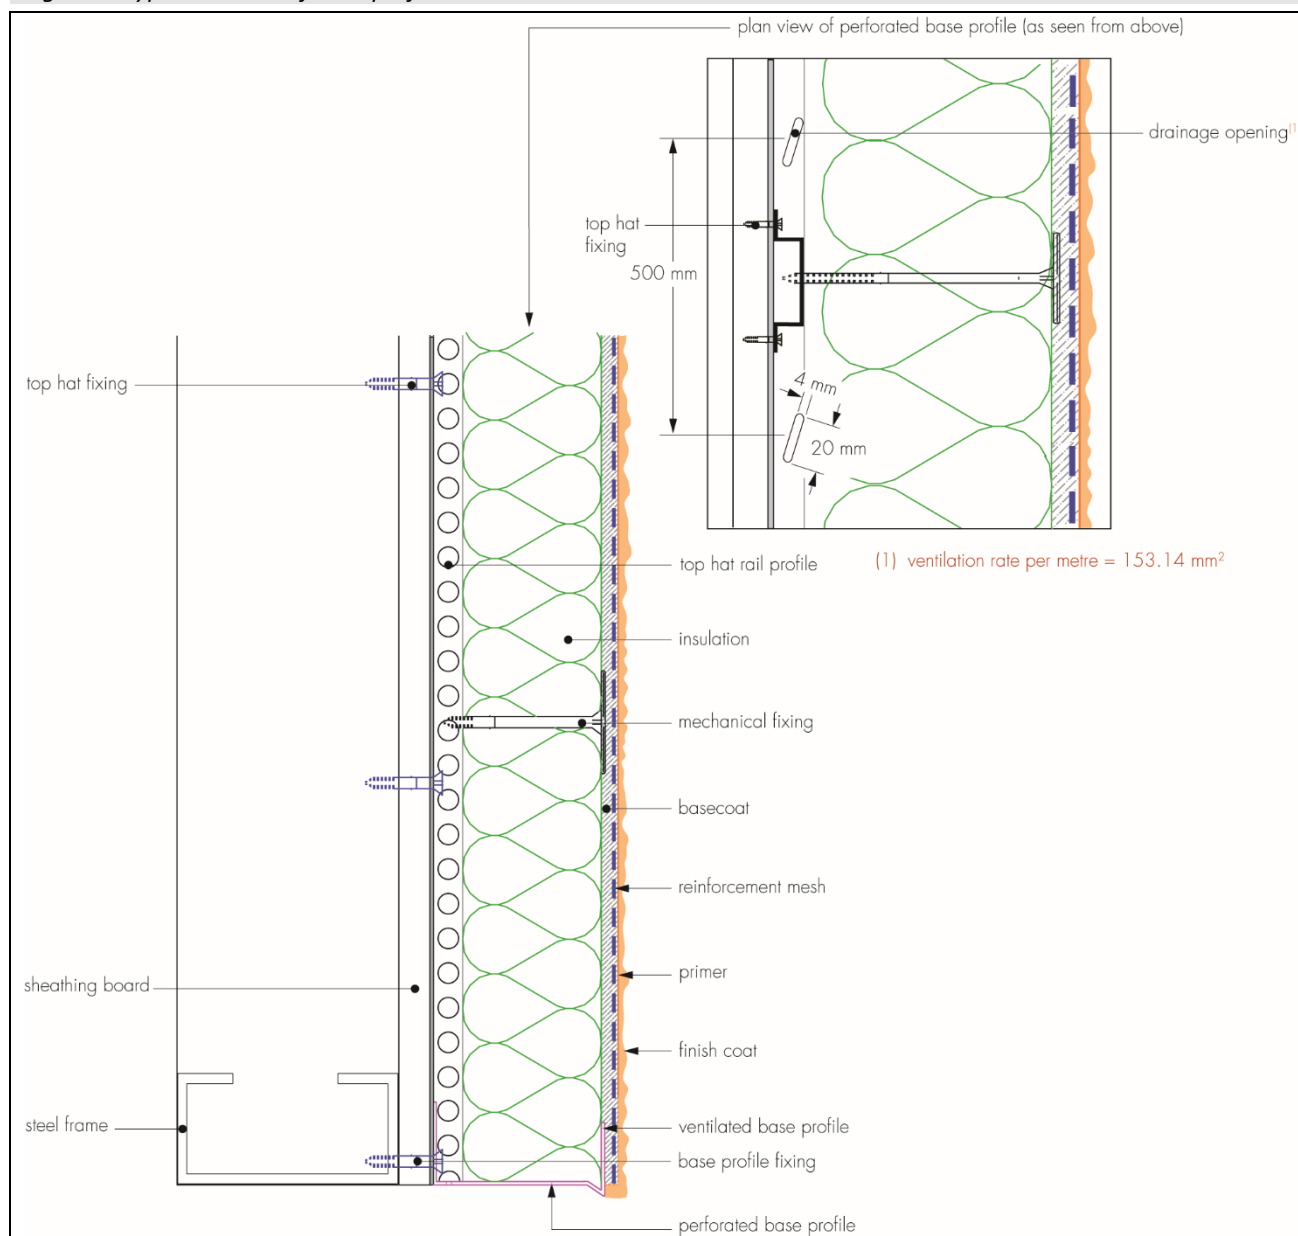 plan view of perforated base profile (as seen from above)
drainage opening(1
top hat
fixing
500 mm
4 mm
20 mm
(1) ventilation rate per metre = 153.14 mm²
top hat fixing
top hat rail profile
insulation
mechanical fixing
basecoat
reinforcement mesh
sheathing board
primer
finish coat
steel frame
ventilated base profile
base profile fixing
perforated base profile